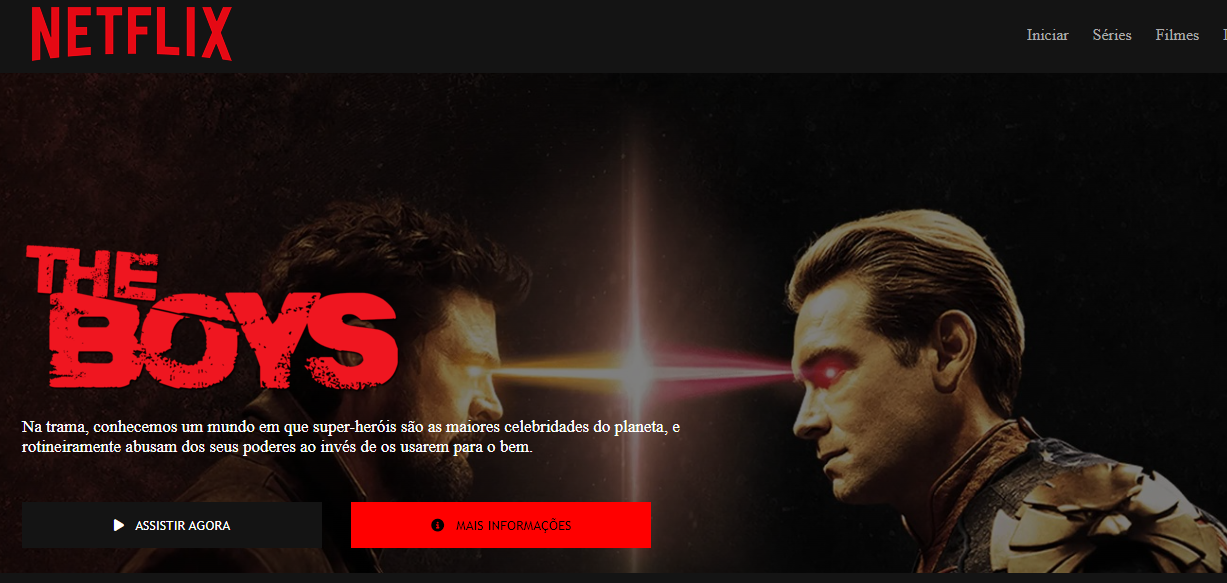 NETFLIX
Iniciar Séries Filmes
THE
BOYS
Na trama, conhecemos um mundo em que super-heróis são as maiores celebridades do planeta, e
rotineiramente abusam dos seus poderes ao invés de os usarem para o bem.
ASSISTIR AGORA MAIS INFORMAÇÕES